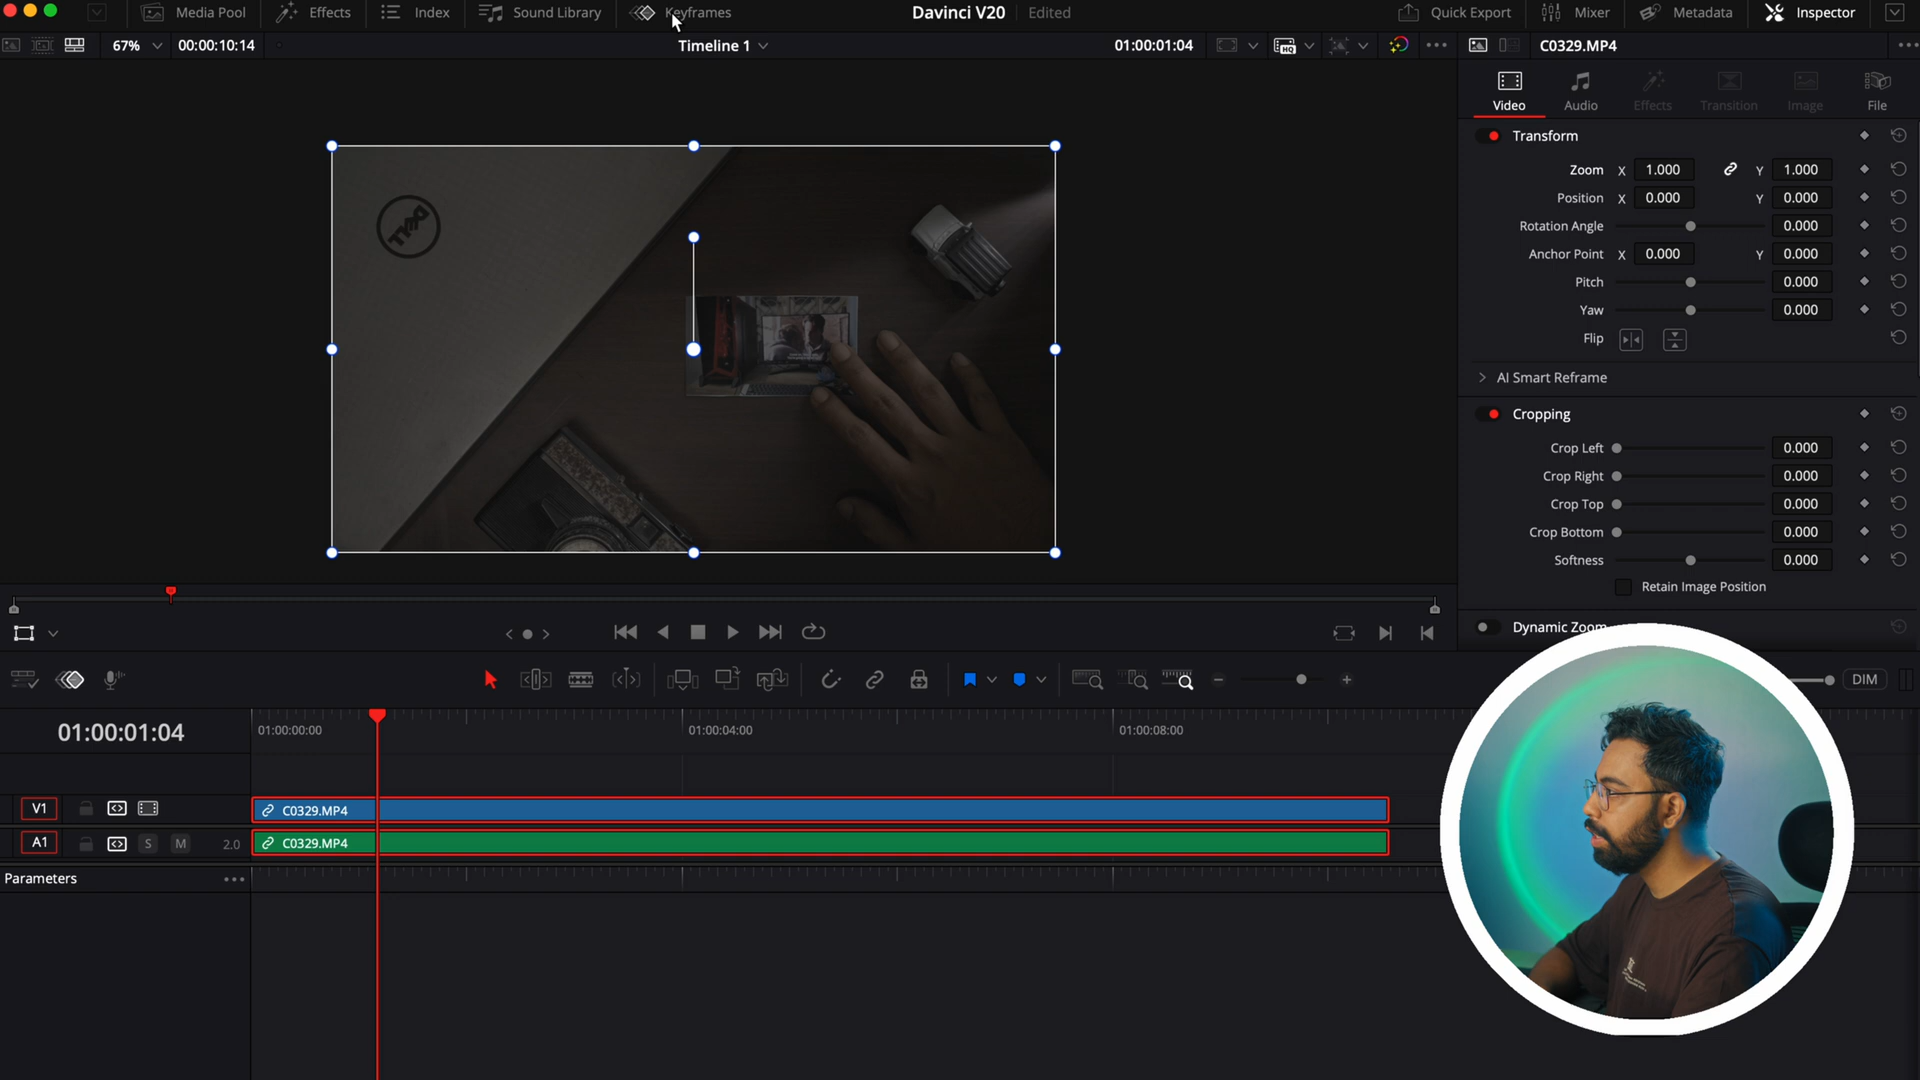 Media Pool Effects Index Sound Library Keyframes Davinci V20 Edited Quick Export Mixer Metadata Inspector
67% 00:00:10:14 Timeline 1 01:00:01:04 HQ C0329.MP4
Video Audio Effects Transition Image File
Transform
Zoom X 1.000 Y 1.000
Position X 0.000 Y 0.000
Rotation Angle 0.000
Anchor Point X 0.000 Y 0.000
Pitch 0.000
Yaw 0.000
Flip
AI Smart Reframe
Cropping
Crop Left 0.000
Crop Right 0.000
Crop Top 0.000
Crop Bottom 0.000
Softness 0.000
Retain Image Position
Dynamic Zoom
DELL
DIM
01:00:01:04 01:00:00:00 01:00:04:00 01:00:08:00
V1 C0329.MP4
A1 S M 2.0 C0329.MP4
Parameters